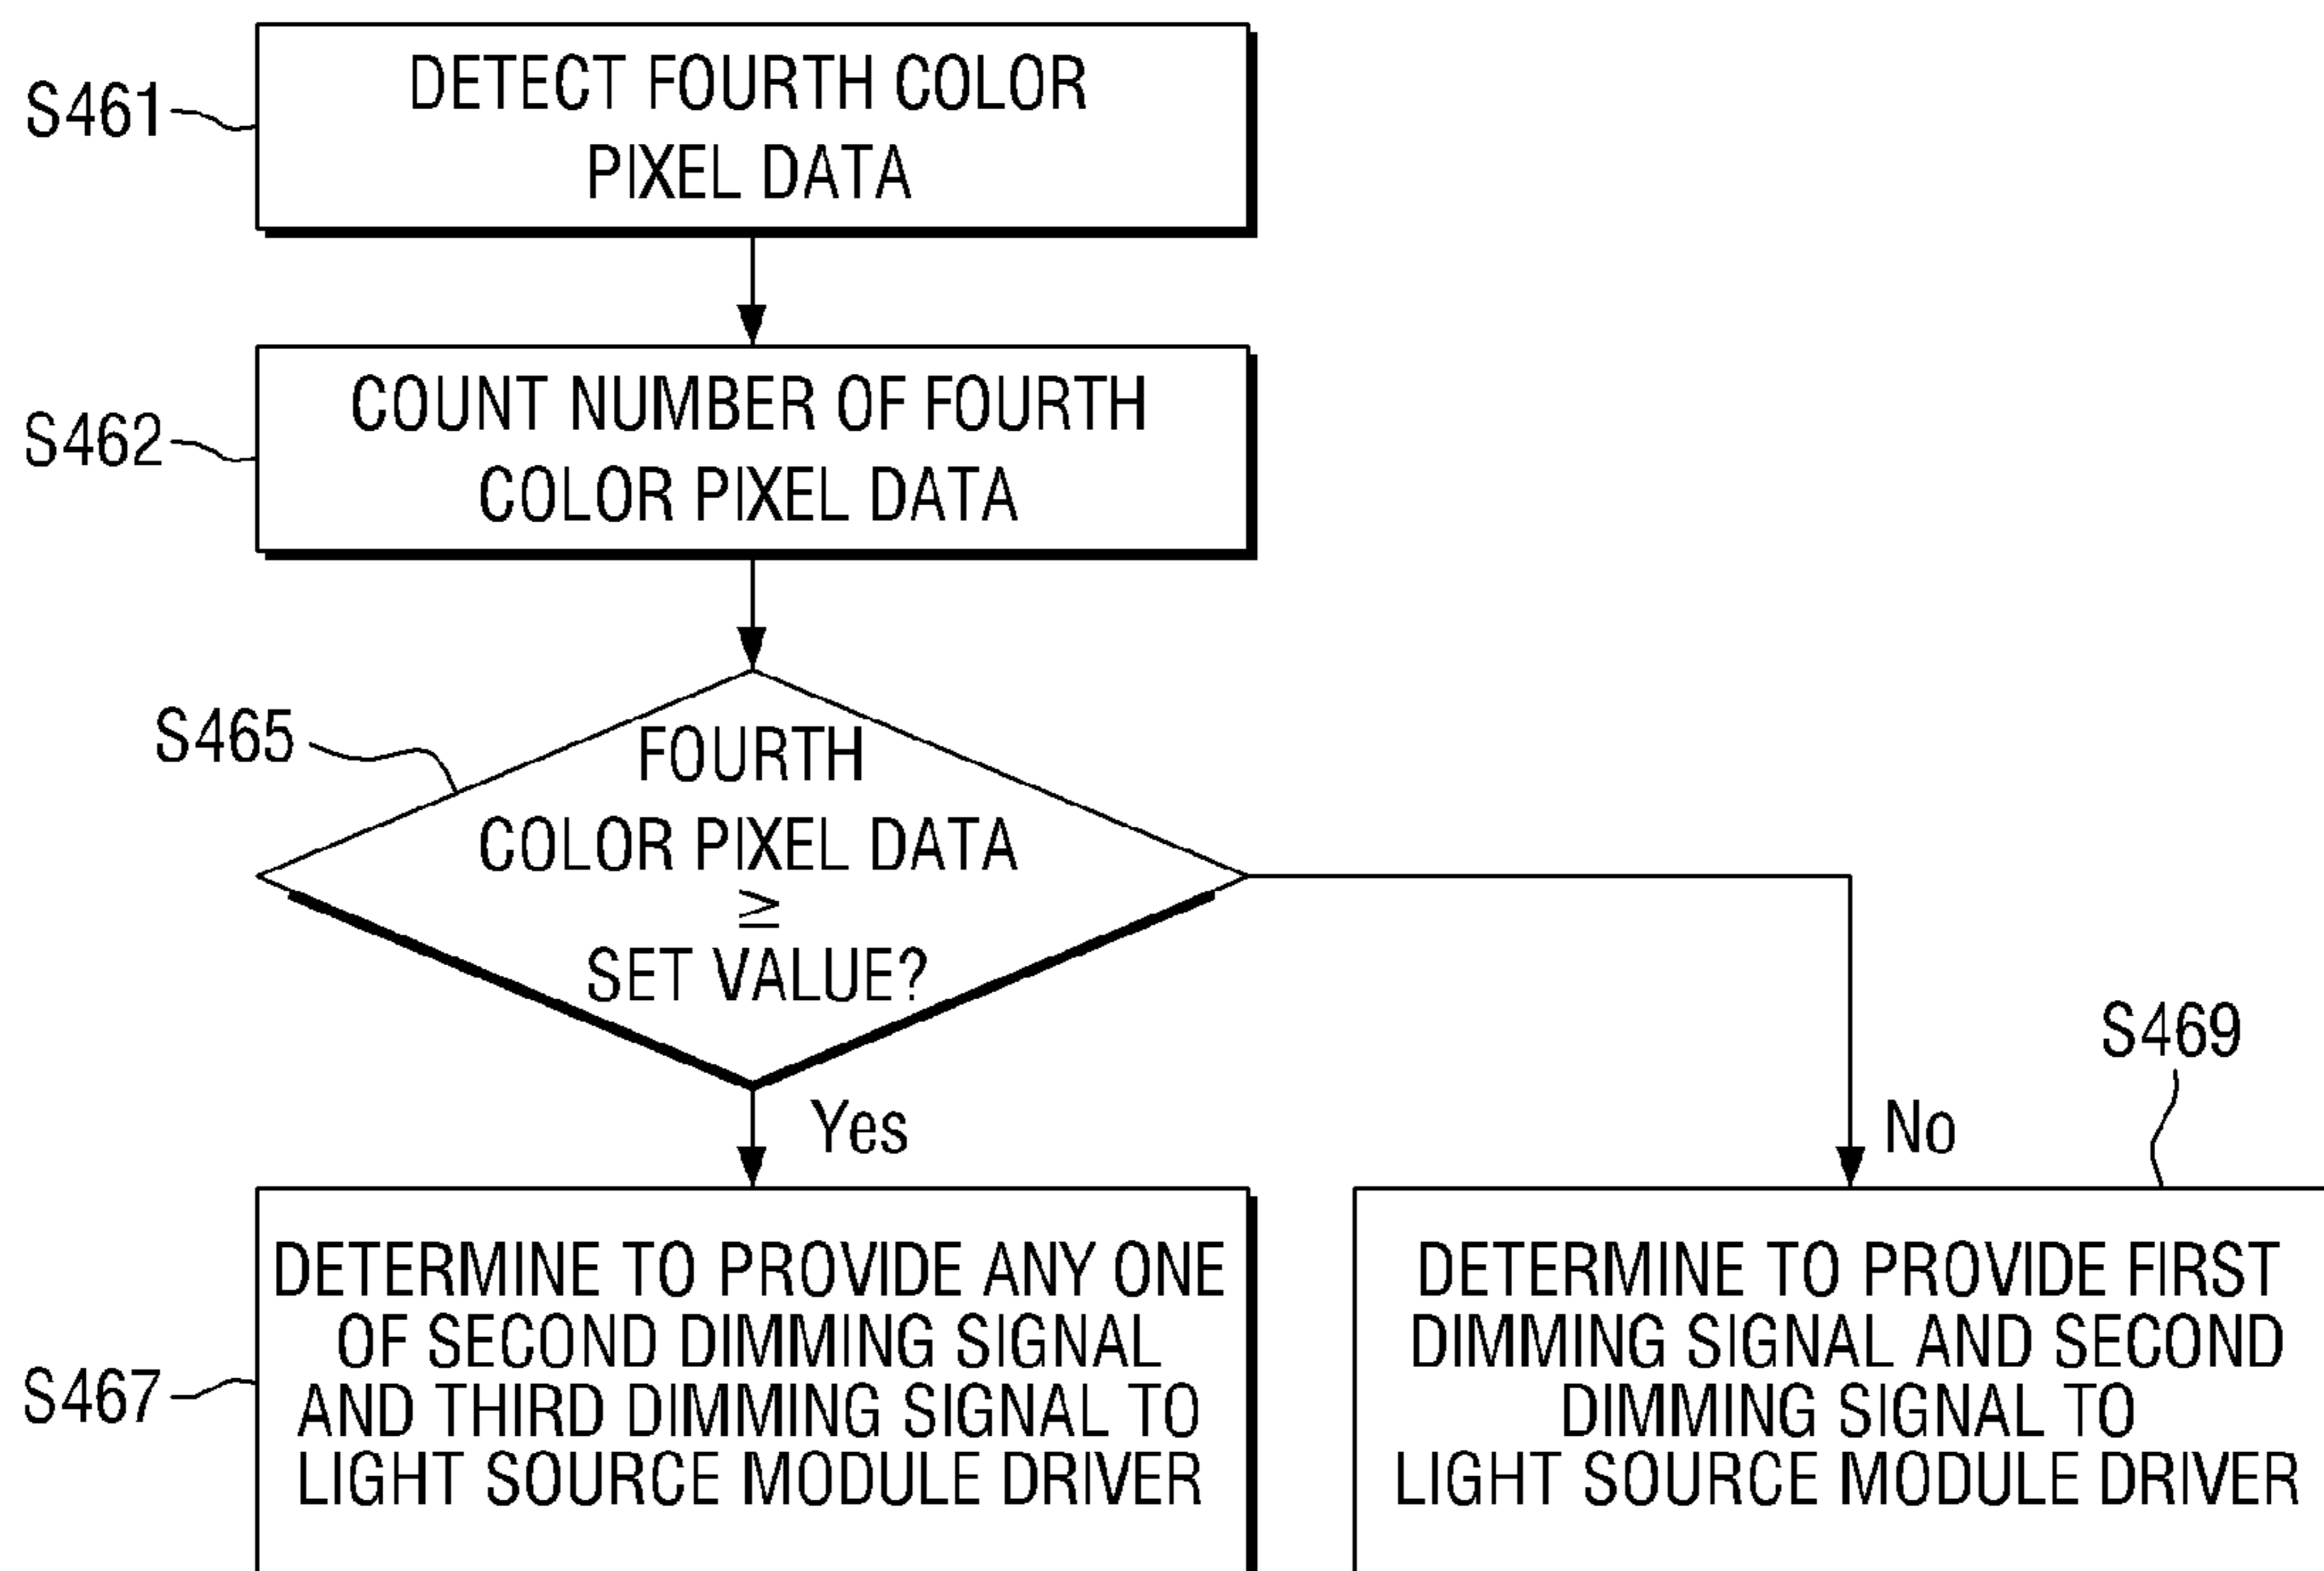 S461
DETECT FOURTH COLOR
PIXEL DATA
S462
COUNT NUMBER OF FOURTH
COLOR PIXEL DATA
S465
FOURTH
COLOR PIXEL DATA
≥
SET VALUE?
Yes
No
S467
DETERMINE TO PROVIDE ANY ONE
OF SECOND DIMMING SIGNAL
AND THIRD DIMMING SIGNAL TO
LIGHT SOURCE MODULE DRIVER
S469
DETERMINE TO PROVIDE FIRST
DIMMING SIGNAL AND SECOND
DIMMING SIGNAL TO
LIGHT SOURCE MODULE DRIVER